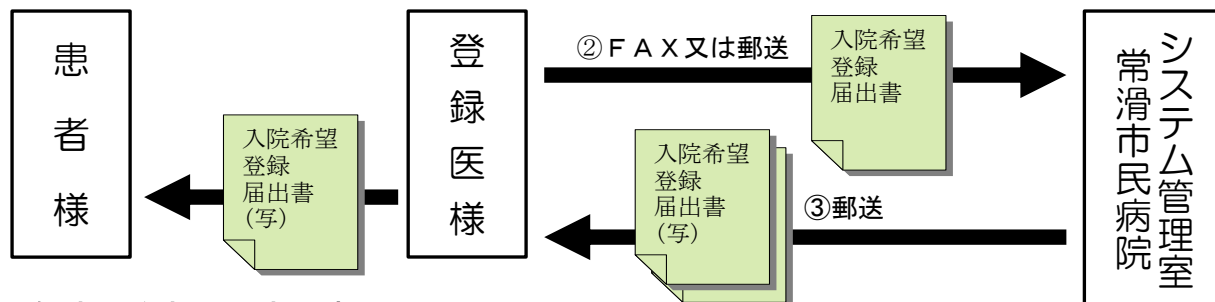 患者様
登録医様
②ＦＡＸ又は郵送
入院希望
登録
届出書
入院希望
登録
届出書
(写)
入院希望
登録
届出書
(写)
③郵送
システム管理室
常滑市民病院